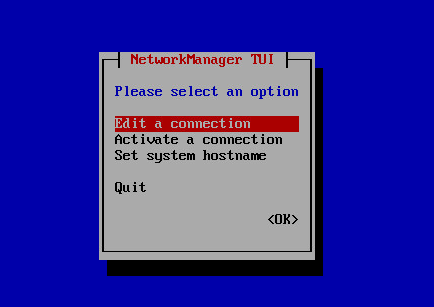 NetworkManager TUI
Please select an option
Edit a connection
Activate a connection
Set system hostname
Quit
<OK>